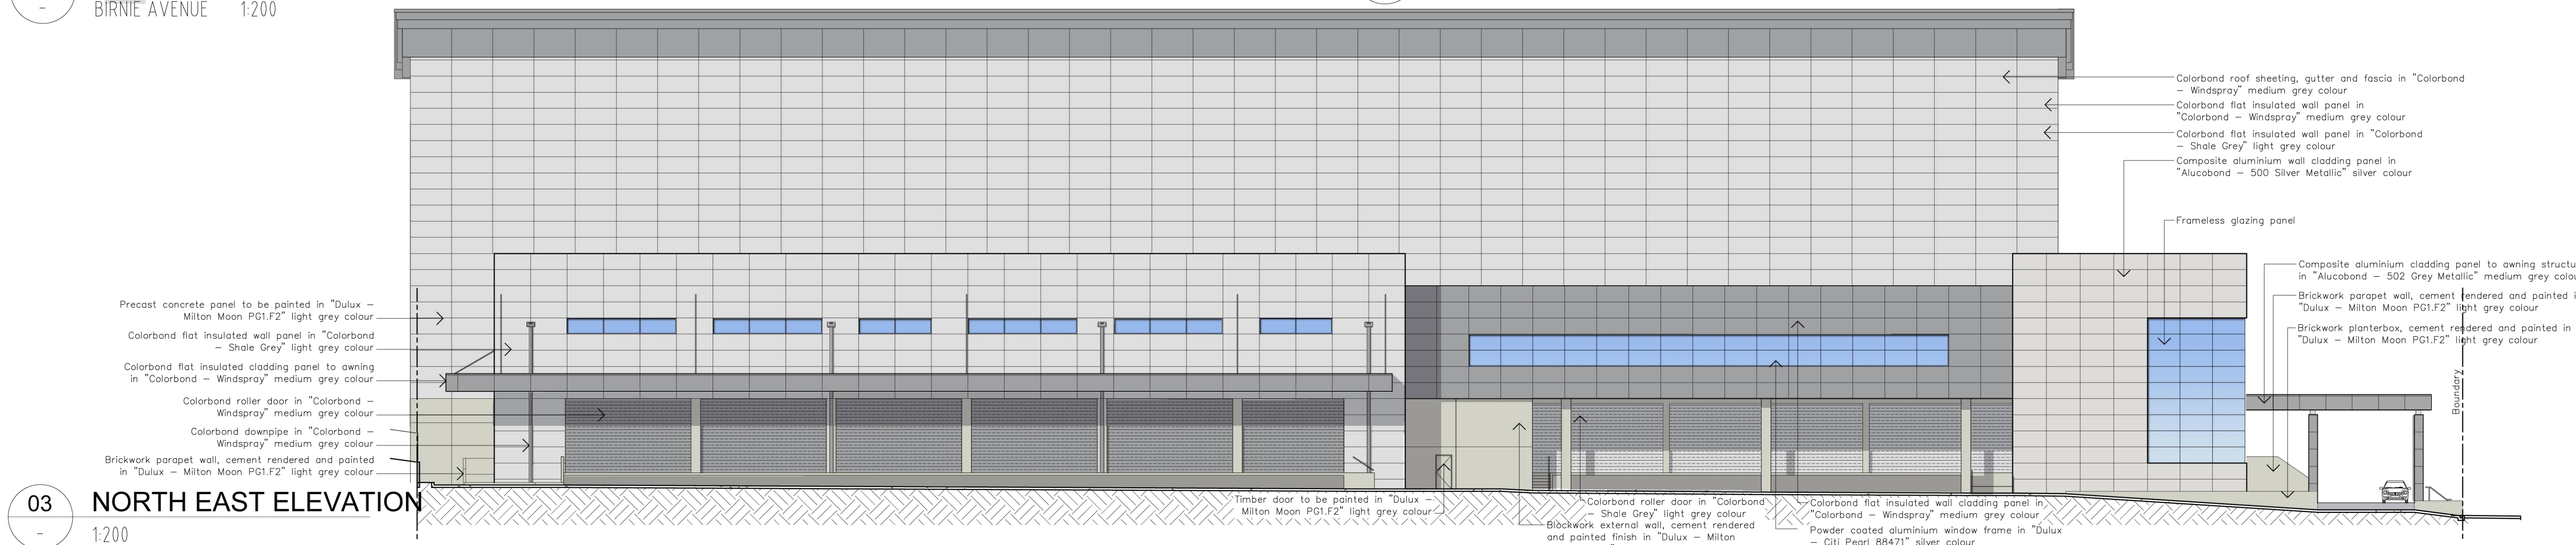 -
BIRNIE AVENUE 1:200
Colorbond roof sheeting, gutter and fascia in "Colorbond
– Windspray" medium grey colour
Colorbond flat insulated wall panel in
"Colorbond – Windspray" medium grey colour
Colorbond flat insulated wall panel in "Colorbond
– Shale Grey" light grey colour
Composite aluminium wall cladding panel in
"Alucobond – 500 Silver Metallic" silver colour
Frameless glazing panel
Composite aluminium cladding panel to awning
in "Alucobond – 502 Grey Metallic" medium grey
Brickwork parapet wall, cement rendered and painted
"Dulux – Milton Moon PG1.F2" light grey colour
Brickwork planterbox, cement rendered and painted in
"Dulux – Milton Moon PG1.F2" light grey colour
Boundary
Precast concrete panel to be painted in "Dulux –
Milton Moon PG1.F2" light grey colour
Colorbond flat insulated wall panel in "Colorbond
– Shale Grey" light grey colour
Colorbond flat insulated cladding panel to awning
in "Colorbond – Windspray" medium grey colour
Colorbond roller door in "Colorbond –
Windspray" medium grey colour
Colorbond downpipe in "Colorbond –
Windspray" medium grey colour
Brickwork parapet wall, cement rendered and painted
in "Dulux – Milton Moon PG1.F2" light grey colour
Timber door to be painted in "Dulux –
Milton Moon PG1.F2" light grey colour
Blockwork external wall, cement rendered
and painted finish in "Dulux – Milton
Colorbond roller door in "Colorbond
– Shale Grey" light grey colour
Colorbond flat insulated wall cladding panel in
"Colorbond – Windspray" medium grey colour
Powder coated aluminium window frame in "Dulux
– Citi Pearl 88471" silver colour
03 NORTH EAST ELEVATION
- 1:200